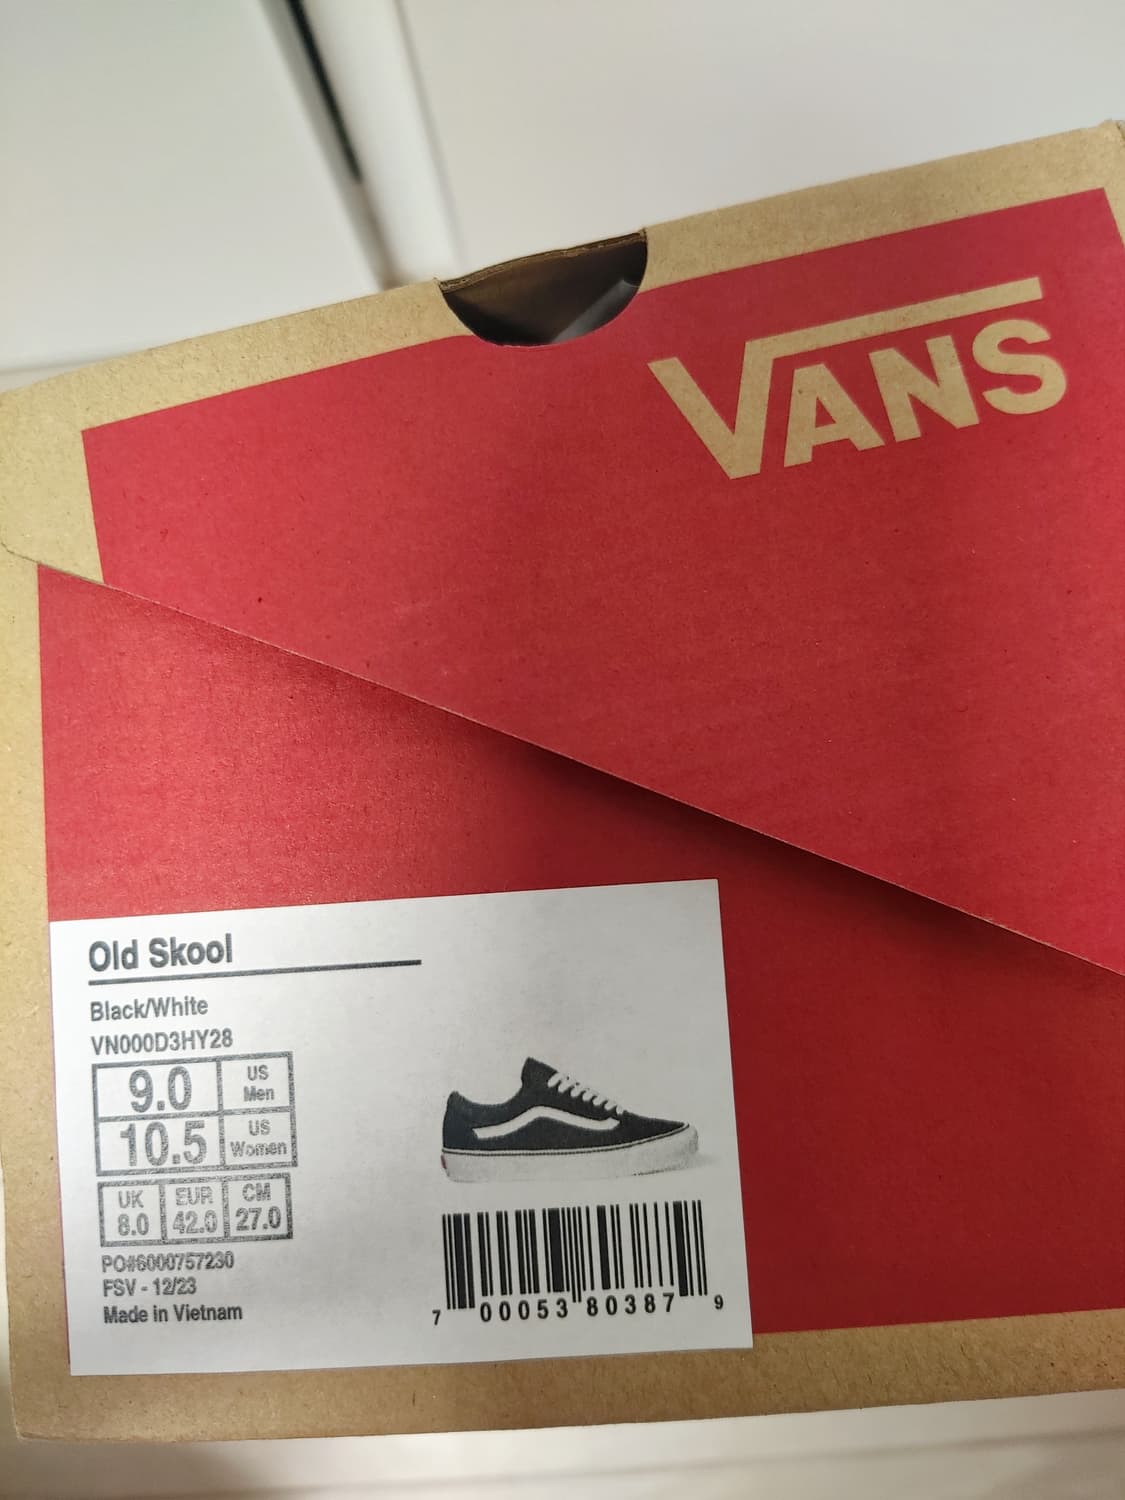 VANS
Old Skool
Black/White
VN000D3HY28
9.0 US Men
10.5 US Women
UK EUR CM
8.0 42.0 27.0
PO#6000757230
FSV - 12/23
Made in Vietnam
7 00053 80387 9